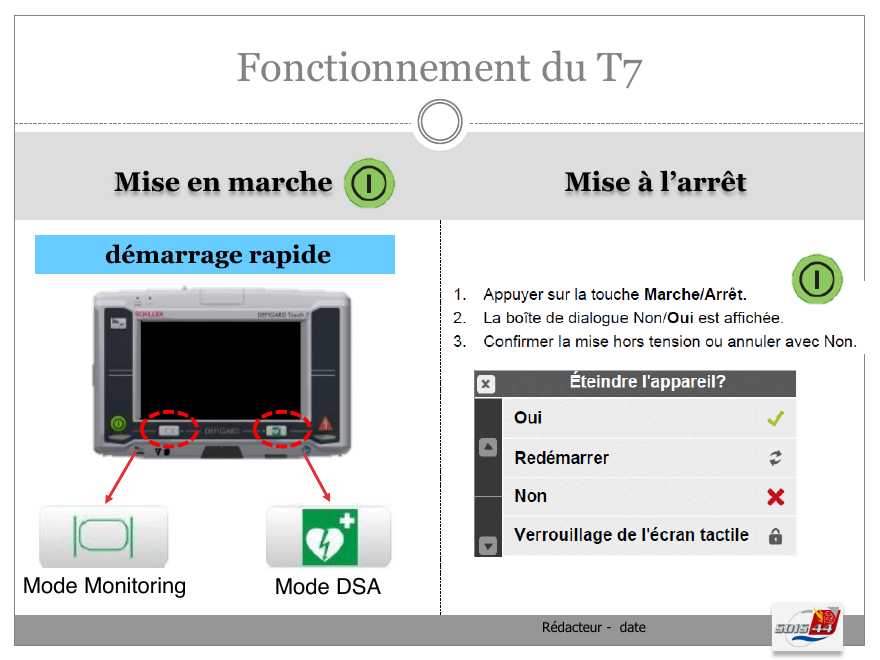 Fonctionnement du T7
Mise en marche
Mise à l'arrêt
démarrage rapide
SCHILLER
DEFIGARD Touch 7
DEFIGARD
Mode Monitoring
Mode DSA
1. Appuyer sur la touche Marche/Arrêt.
2. La boîte de dialogue Non/Oui est affichée.
3. Confirmer la mise hors tension ou annuler avec Non.
Éteindre l'appareil?
Oui
Redémarrer
Non
Verrouillage de l'écran tactile
Rédacteur - date
SDIS 44